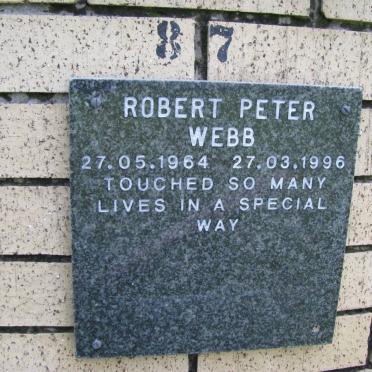 87
ROBERT PETER
WEBB
27.05.1964 27.03.1996
TOUCHED SO MANY
LIVES IN A SPECIAL
WAY